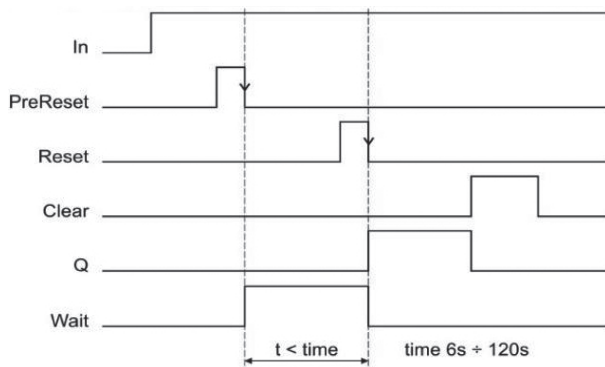 In
PreReset
Reset
Clear
Q
Wait
t < time time 6s ÷ 120s